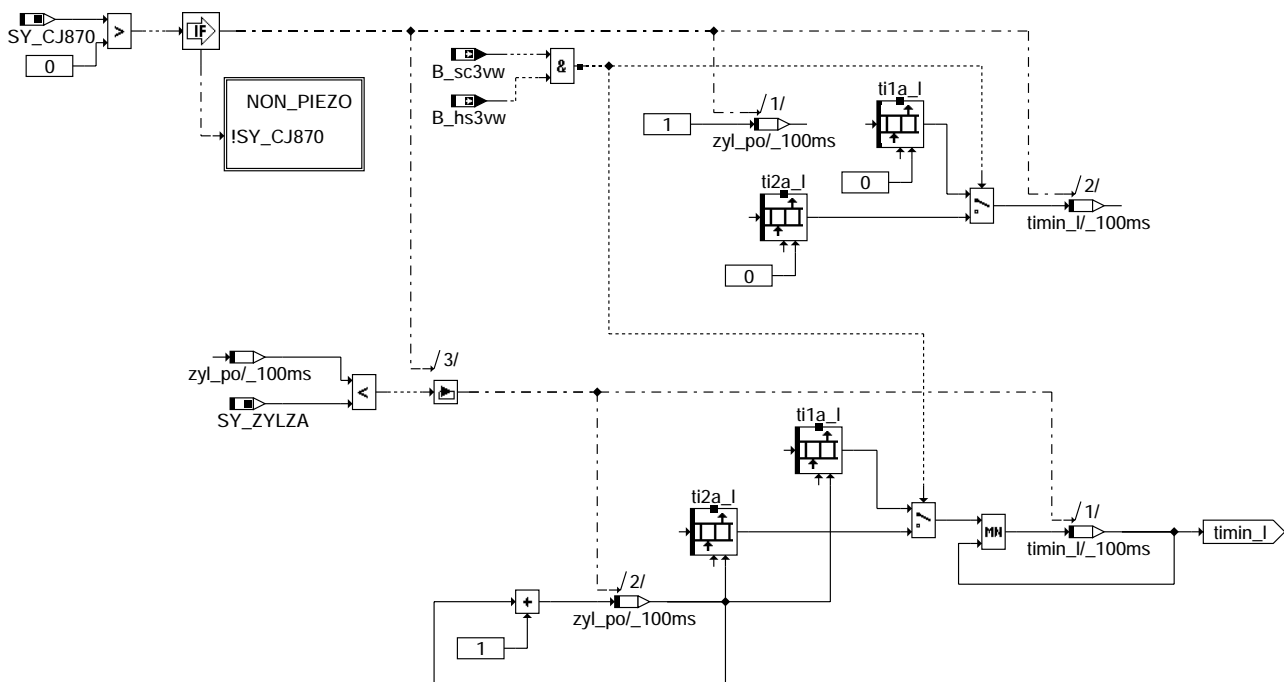 SY_CJ870
>
0
IF
NON_PIEZO
!SY_CJ870
B_sc3vw
B_hs3vw
&
1
/1/
zyl_po/_100ms
ti1a_l
0
ti2a_l
0
/2/
timin_l/_100ms
zyl_po/_100ms
SY_ZYLZA
<
/3/
ti1a_l
ti2a_l
MN
/1/
timin_l/_100ms
timin_l
+
1
/2/
zyl_po/_100ms